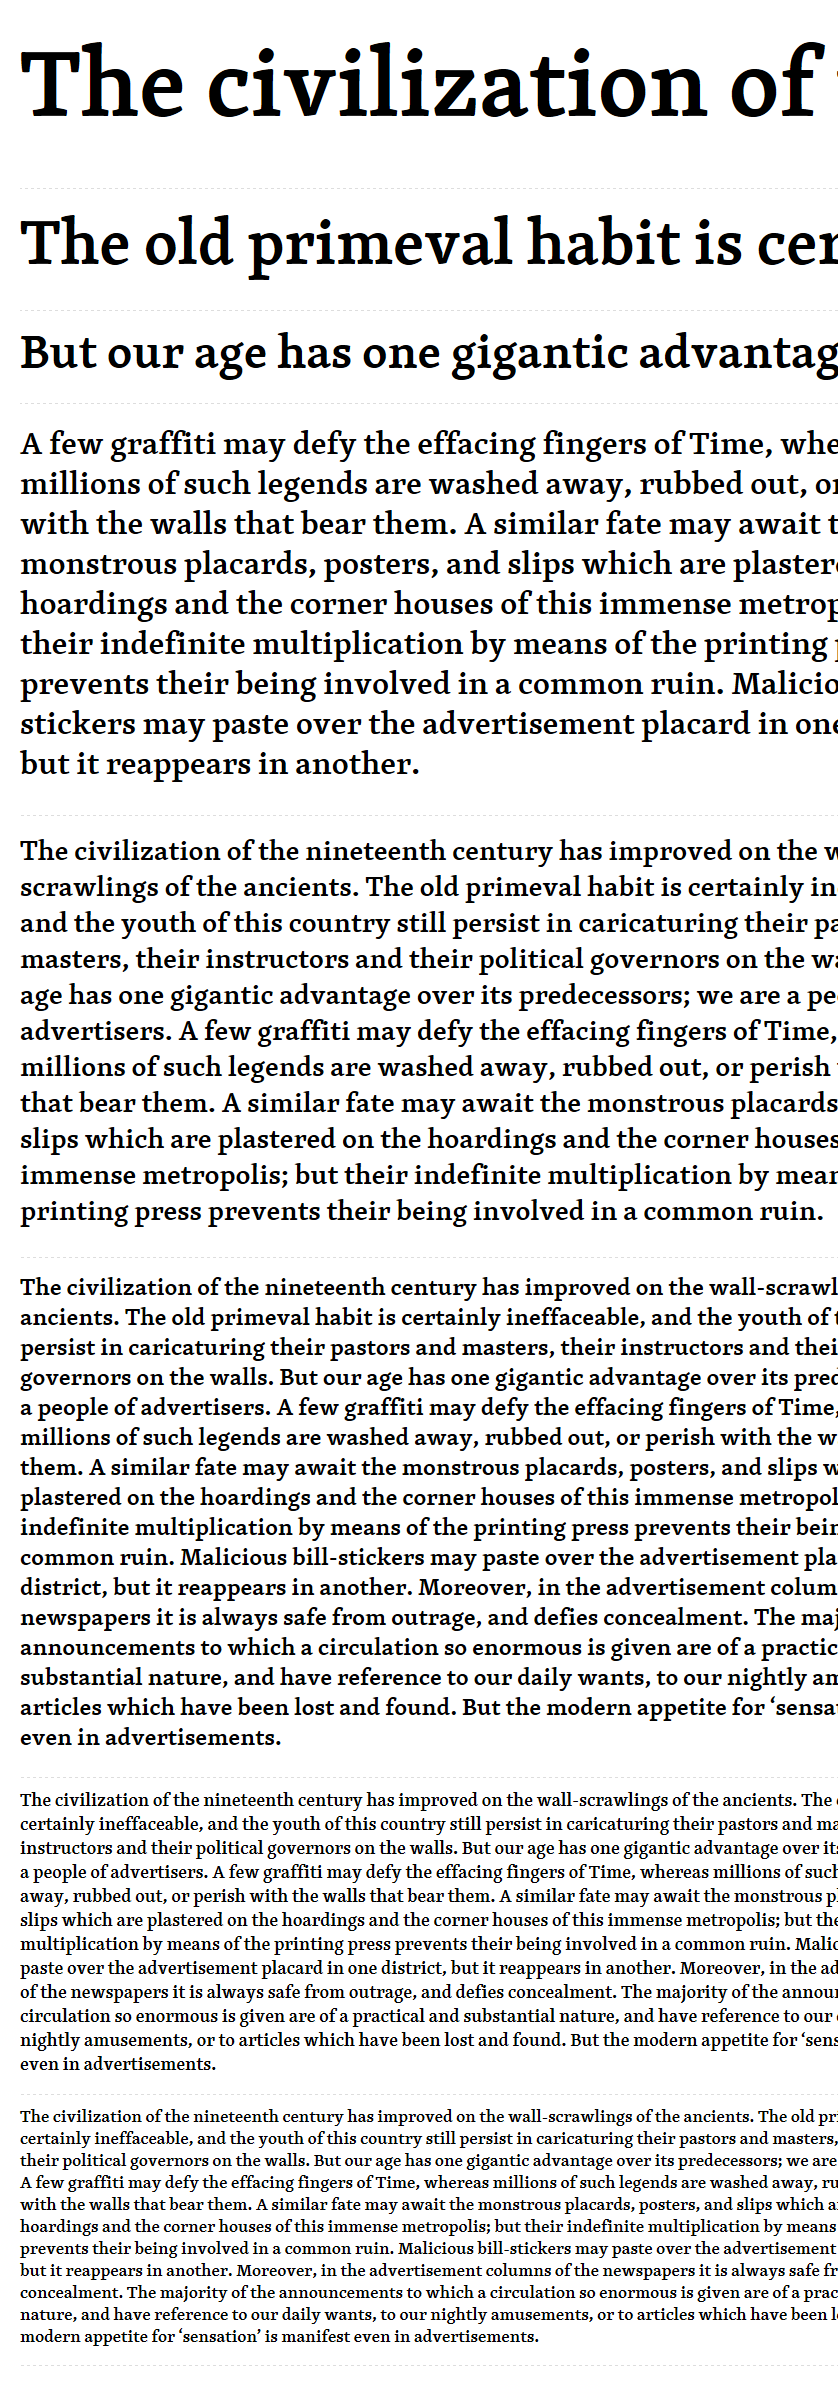 The civilization of
The old primeval habit is
But our age has one gigantic
A few graffiti may defy the effacing fingers of Time,
millions of such legends are washed away, rubbed out,
with the walls that bear them. A similar fate may await
monstrous placards, posters, and slips which are
hoardings and the corner houses of this immense
their indefinite multiplication by means of the printing
prevents their being involved in a common ruin.
stickers may paste over the advertisement placard in
but it reappears in another.
The civilization of the nineteenth century has improved on the
scrawlings of the ancients. The old primeval habit is certainly
and the youth of this country still persist in caricaturing their
masters, their instructors and their political governors on the
age has one gigantic advantage over its predecessors; we are a
advertisers. A few graffiti may defy the effacing fingers of Time,
millions of such legends are washed away, rubbed out, or perish
that bear them. A similar fate may await the monstrous placards
slips which are plastered on the hoardings and the corner houses
immense metropolis; but their indefinite multiplication by
printing press prevents their being involved in a common ruin.
The civilization of the nineteenth century has improved on the
ancients. The old primeval habit is certainly ineffaceable, and the youth of
persist in caricaturing their pastors and masters, their instructors and
governors on the walls. But our age has one gigantic advantage over its
a people of advertisers. A few graffiti may defy the effacing fingers of Time,
millions of such legends are washed away, rubbed out, or perish with the
them. A similar fate may await the monstrous placards, posters, and slips
plastered on the hoardings and the corner houses of this immense
indefinite multiplication by means of the printing press prevents their
common ruin. Malicious bill-stickers may paste over the advertisement
district, but it reappears in another. Moreover, in the advertisement
newspapers it is always safe from outrage, and defies concealment. The
announcements to which a circulation so enormous is given are of a
substantial nature, and have reference to our daily wants, to our nightly
articles which have been lost and found. But the modern appetite for
even in advertisements.
The civilization of the nineteenth century has improved on the wall-scrawlings of the ancients. The
certainly ineffaceable, and the youth of this country still persist in caricaturing their pastors and
instructors and their political governors on the walls. But our age has one gigantic advantage over
a people of advertisers. A few graffiti may defy the effacing fingers of Time, whereas millions of such
away, rubbed out, or perish with the walls that bear them. A similar fate may await the monstrous
slips which are plastered on the hoardings and the corner houses of this immense metropolis; but
multiplication by means of the printing press prevents their being involved in a common ruin.
paste over the advertisement placard in one district, but it reappears in another. Moreover, in the
of the newspapers it is always safe from outrage, and defies concealment. The majority of the
circulation so enormous is given are of a practical and substantial nature, and have reference to our
nightly amusements, or to articles which have been lost and found. But the modern appetite for
even in advertisements.
The civilization of the nineteenth century has improved on the wall-scrawlings of the ancients. The old
certainly ineffaceable, and the youth of this country still persist in caricaturing their pastors and masters,
their political governors on the walls. But our age has one gigantic advantage over its predecessors; we are
A few graffiti may defy the effacing fingers of Time, whereas millions of such legends are washed away,
with the walls that bear them. A similar fate may await the monstrous placards, posters, and slips which
hoardings and the corner houses of this immense metropolis; but their indefinite multiplication by means
prevents their being involved in a common ruin. Malicious bill-stickers may paste over the advertisement
but it reappears in another. Moreover, in the advertisement columns of the newspapers it is always safe
concealment. The majority of the announcements to which a circulation so enormous is given are of a
nature, and have reference to our daily wants, to our nightly amusements, or to articles which have been
modern appetite for ‘sensation’ is manifest even in advertisements.